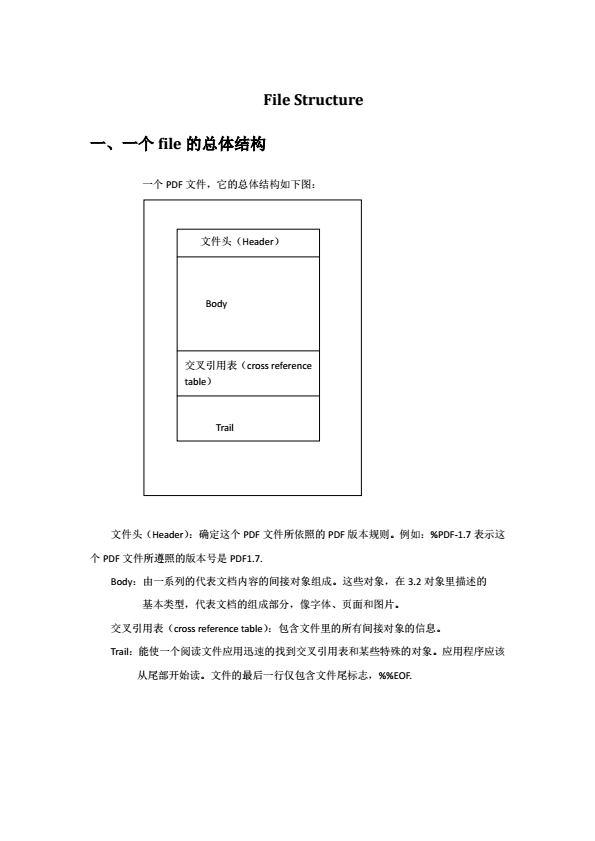 File Structure
一、一个 file 的总体结构
一个 PDF 文件，它的总体结构如下图：
文件头（Header）
Body
交叉引用表（cross reference
table）
Trail
文件头（Header）：确定这个 PDF 文件所依照的 PDF 版本规则。例如：%PDF-1.7 表示这
个 PDF 文件所遵照的版本号是 PDF1.7.
Body：由一系列的代表文档内容的间接对象组成。这些对象，在 3.2 对象里描述的
基本类型，代表文档的组成部分，像字体、页面和图片。
交叉引用表（cross reference table）：包含文件里的所有间接对象的信息。
Trail：能使一个阅读文件应用迅速的找到交叉引用表和某些特殊的对象。应用程序应该
从尾部开始读。文件的最后一行仅包含文件尾标志，%%EOF.